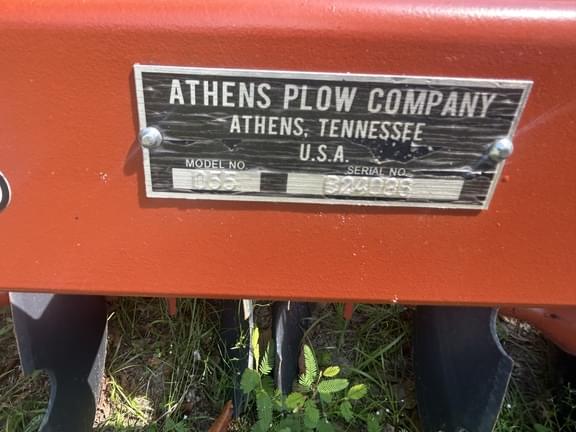 ATHENS PLOW COMPANY
ATHENS, TENNESSEE
U.S.A.
MODEL NO. SERIAL NO.